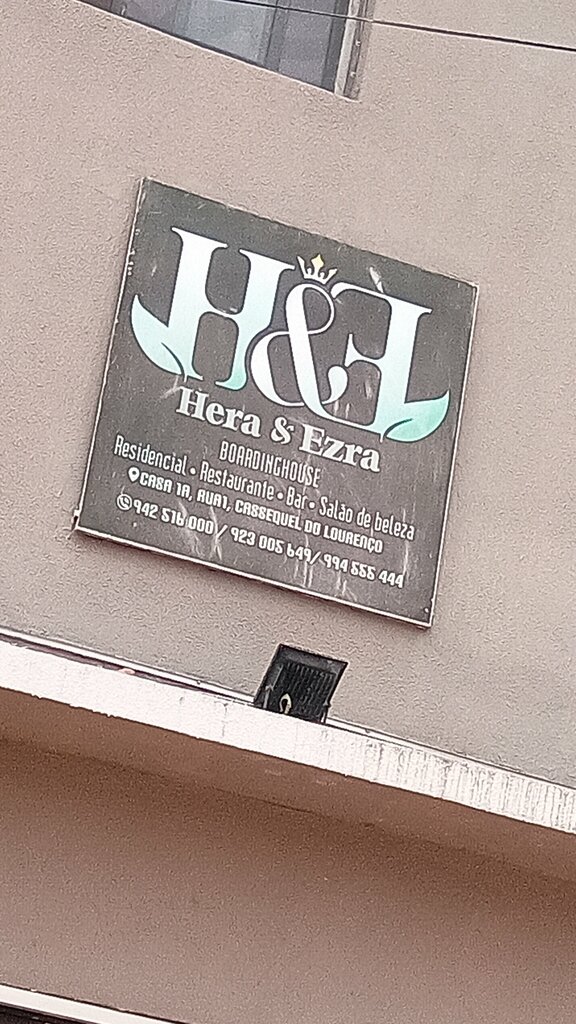 H&E
Hera & Ezra
BOARDINGHOUSE
Residencial • Restaurante • Bar • Salão de beleza
CASA 1A, RUA1, CASSEQUEL DO LOURENÇO
942 516 000 / 923 005 649/ 994 555 444